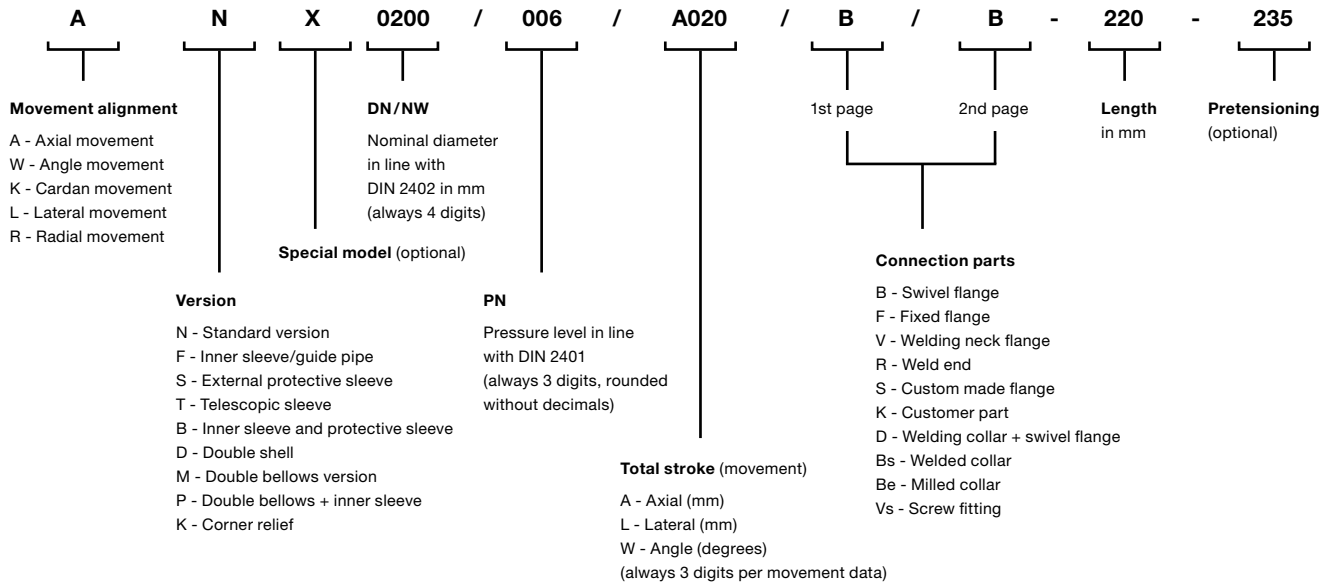 A N X 0200 / 006 / A020 / B / B - 220 - 235
Movement alignment
A - Axial movement
W - Angle movement
K - Cardan movement
L - Lateral movement
R - Radial movement
DN/NW
Nominal diameter
in line with
DIN 2402 in mm
(always 4 digits)
1st page
2nd page
Length
in mm
Pretensioning
(optional)
Special model (optional)
Version
N - Standard version
F - Inner sleeve/guide pipe
S - External protective sleeve
T - Telescopic sleeve
B - Inner sleeve and protective sleeve
D - Double shell
M - Double bellows version
P - Double bellows + inner sleeve
K - Corner relief
PN
Pressure level in line
with DIN 2401
(always 3 digits, rounded
without decimals)
Total stroke (movement)
A - Axial (mm)
L - Lateral (mm)
W - Angle (degrees)
(always 3 digits per movement data)
Connection parts
B - Swivel flange
F - Fixed flange
V - Welding neck flange
R - Weld end
S - Custom made flange
K - Customer part
D - Welding collar + swivel flange
Bs - Welded collar
Be - Milled collar
Vs - Screw fitting